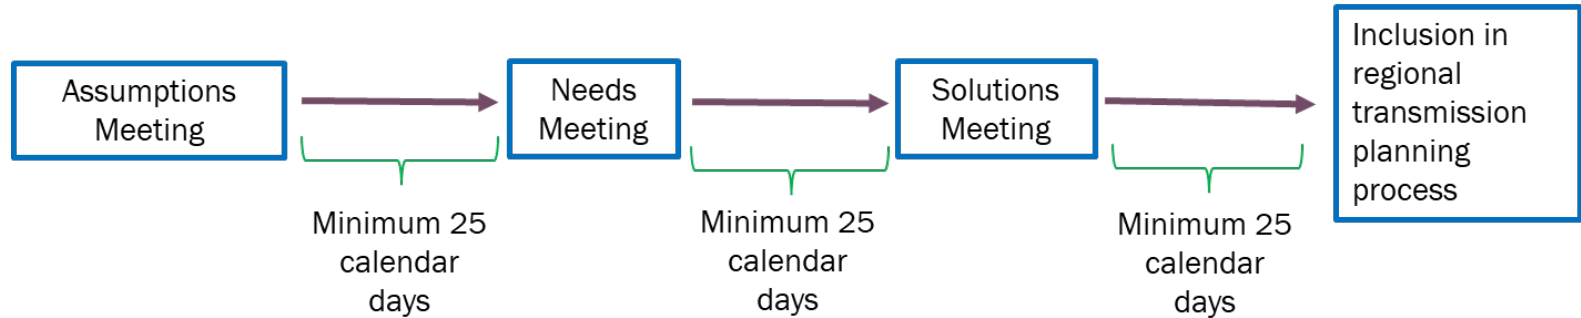 Assumptions
Meeting
Needs
Meeting
Solutions
Meeting
Inclusion in
regional
transmission
planning
process
Minimum 25
calendar
days
Minimum 25
calendar
days
Minimum 25
calendar
days